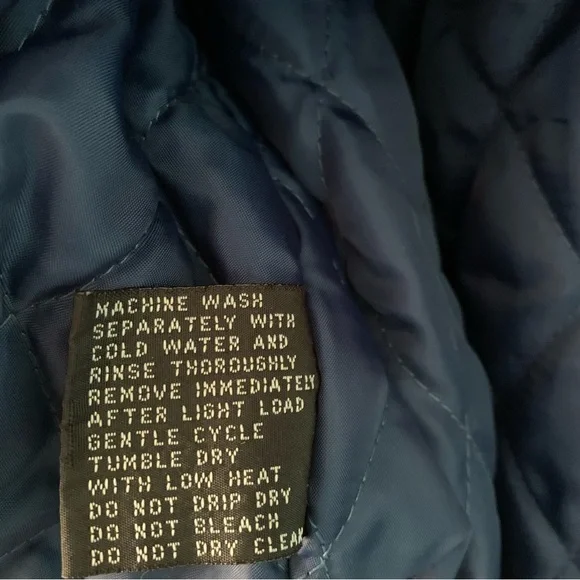 MACHINE WASH
SEPARATELY WITH
COLD WATER AND
RINSE THOROUGHLY
REMOVE IMMEDIATELY
AFTER LIGHT LOAD
GENTLE CYCLE
TUMBLE DRY
WITH LOW HEAT
DO NOT DRIP DRY
DO NOT BLEACH
DO NOT DRY CLEAN